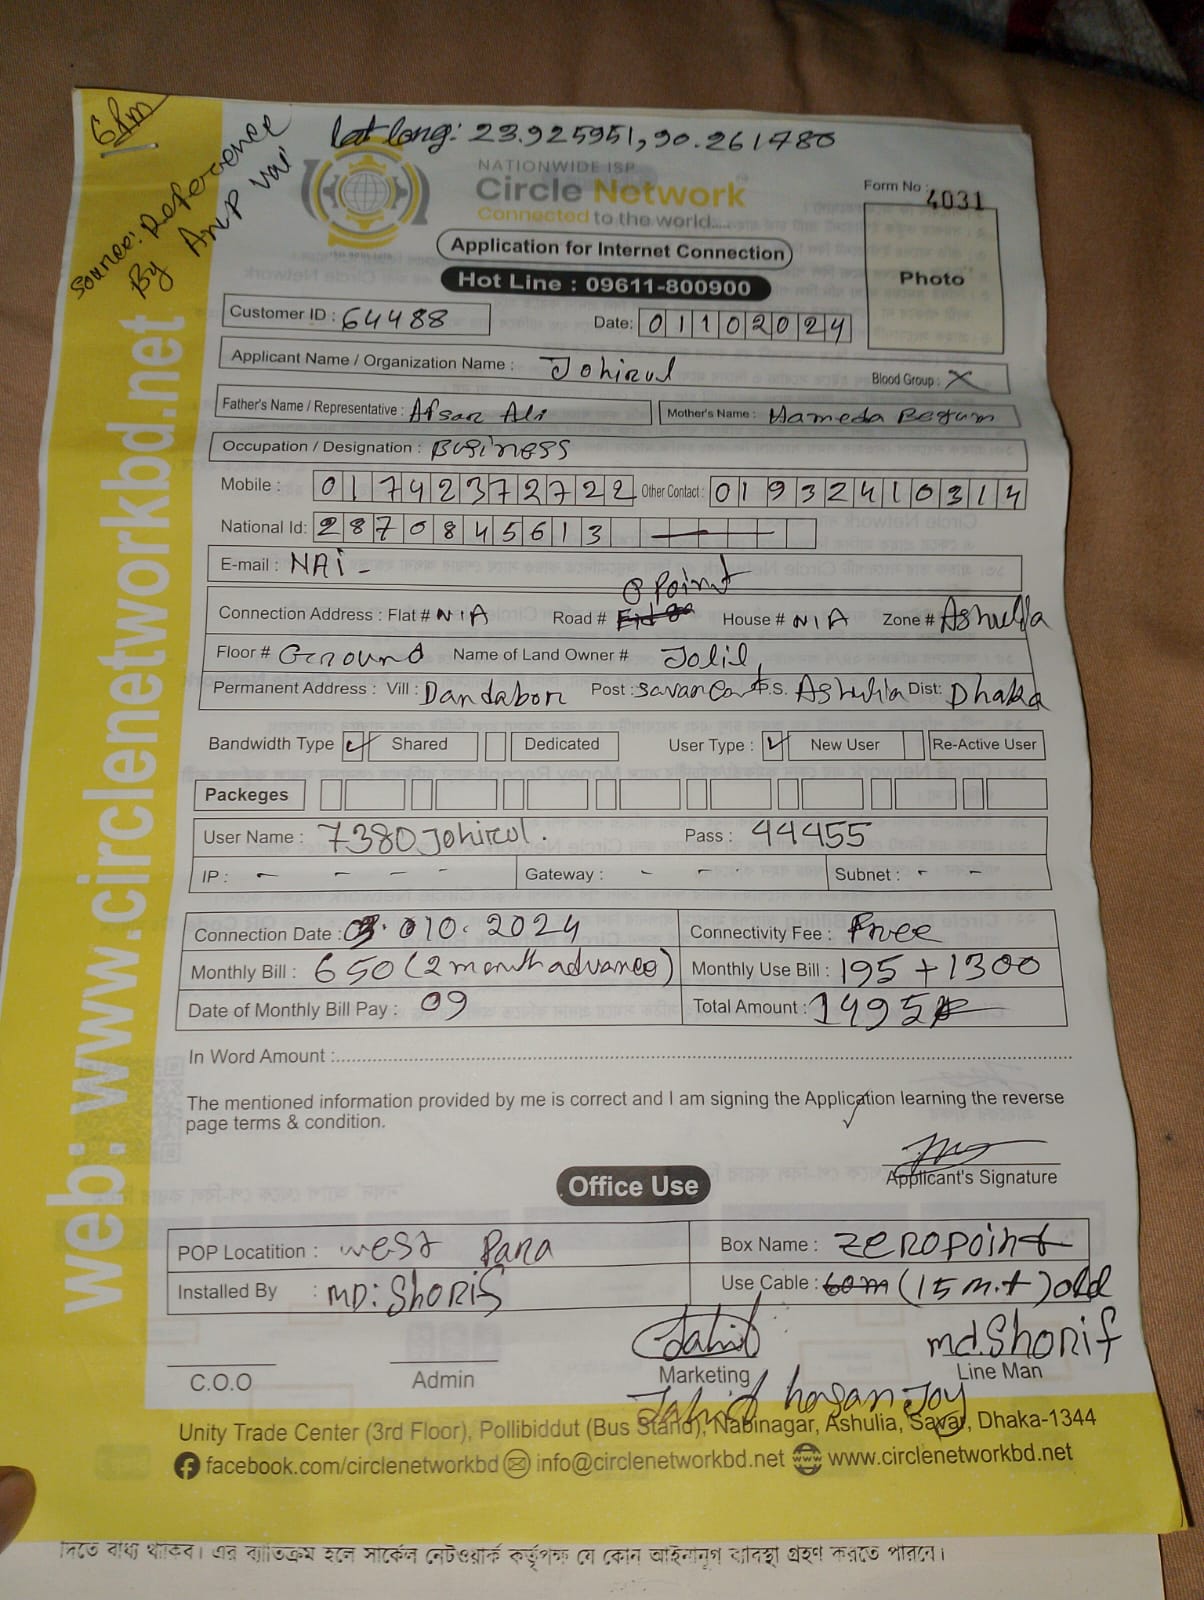 6 Rm
lat long: 23.925951, 90.261480
Source: Reference
By Anp Vai
NATIONWIDE ISP
Circle Network
Connected to the world.....
Form No : 4031
Application for Internet Connection
Photo
Hot Line : 09611-800900
Customer ID : 64488 Date: 01102024
Applicant Name / Organization Name : Johirul Blood Group : X
Father's Name / Representative : Afsar Ali Mother's Name : Hameda Begum
Occupation / Designation : Business
Mobile : 01742372722 Other Contact : 01932410314
National Id: 2870845613
E-mail : NAi -
0 Point
Connection Address : Flat # N/A Road # House # N/A Zone # Ashulia
Floor # Ground Name of Land Owner # Jolil
Permanent Address : Vill : Dandabor Post : Savar Cant P.S. Ashulia Dist: Dhaka
Bandwidth Type ✓ Shared Dedicated User Type : ✓ New User Re-Active User
Packeges
User Name : 7380Johirul. Pass : 44455
IP : - - - - Gateway : - - - Subnet : - -
Connection Date : 03.010.2024 Connectivity Fee : Free
Monthly Bill : 650 (2 month advance) Monthly Use Bill : 195 + 1300
Date of Monthly Bill Pay : 09 Total Amount : 1495
In Word Amount :
The mentioned information provided by me is correct and I am signing the Application learning the reverse
page terms & condition.
Applicant's Signature
Office Use
POP Locatition : west Para Box Name : zeropoint
Installed By : MD: Shorif Use Cable : 60m (15 m.t) old
Jahid md. Shorif
C.O.O Admin Marketing Line Man
Jahid hasan Joy
Unity Trade Center (3rd Floor), Pollibiddut (Bus Stand), Nabinagar, Ashulia, Savar, Dhaka-1344
facebook.com/circlenetworkbd info@circlenetworkbd.net www.circlenetworkbd.net
web: www.circlenetworkbd.net
দিতে বাধ্য থাকব। এর ব্যতিক্রম হলে সার্কেল নেটওয়ার্ক কর্তৃপক্ষ যে কোন আইনানুগ ব্যবস্থা গ্রহণ করতে পারবে।